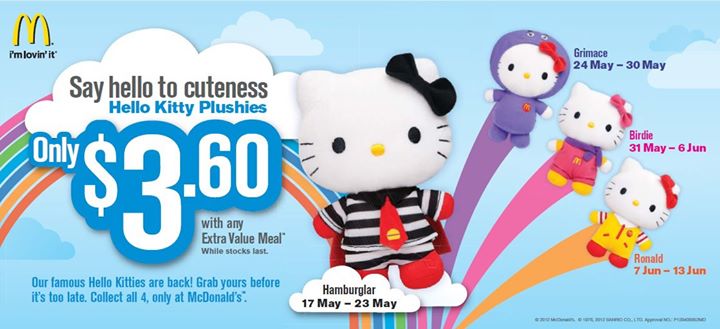 M
i'm lovin' it®
Say hello to cuteness
Hello Kitty Plushies
Only $3.60
with any
Extra Value Meal™
While stocks last.
Our famous Hello Kitties are back! Grab yours before
it's too late. Collect all 4, only at McDonald's®.
Hamburglar
17 May – 23 May
Grimace
24 May – 30 May
Birdie
31 May – 6 Jun
Ronald
7 Jun – 13 Jun